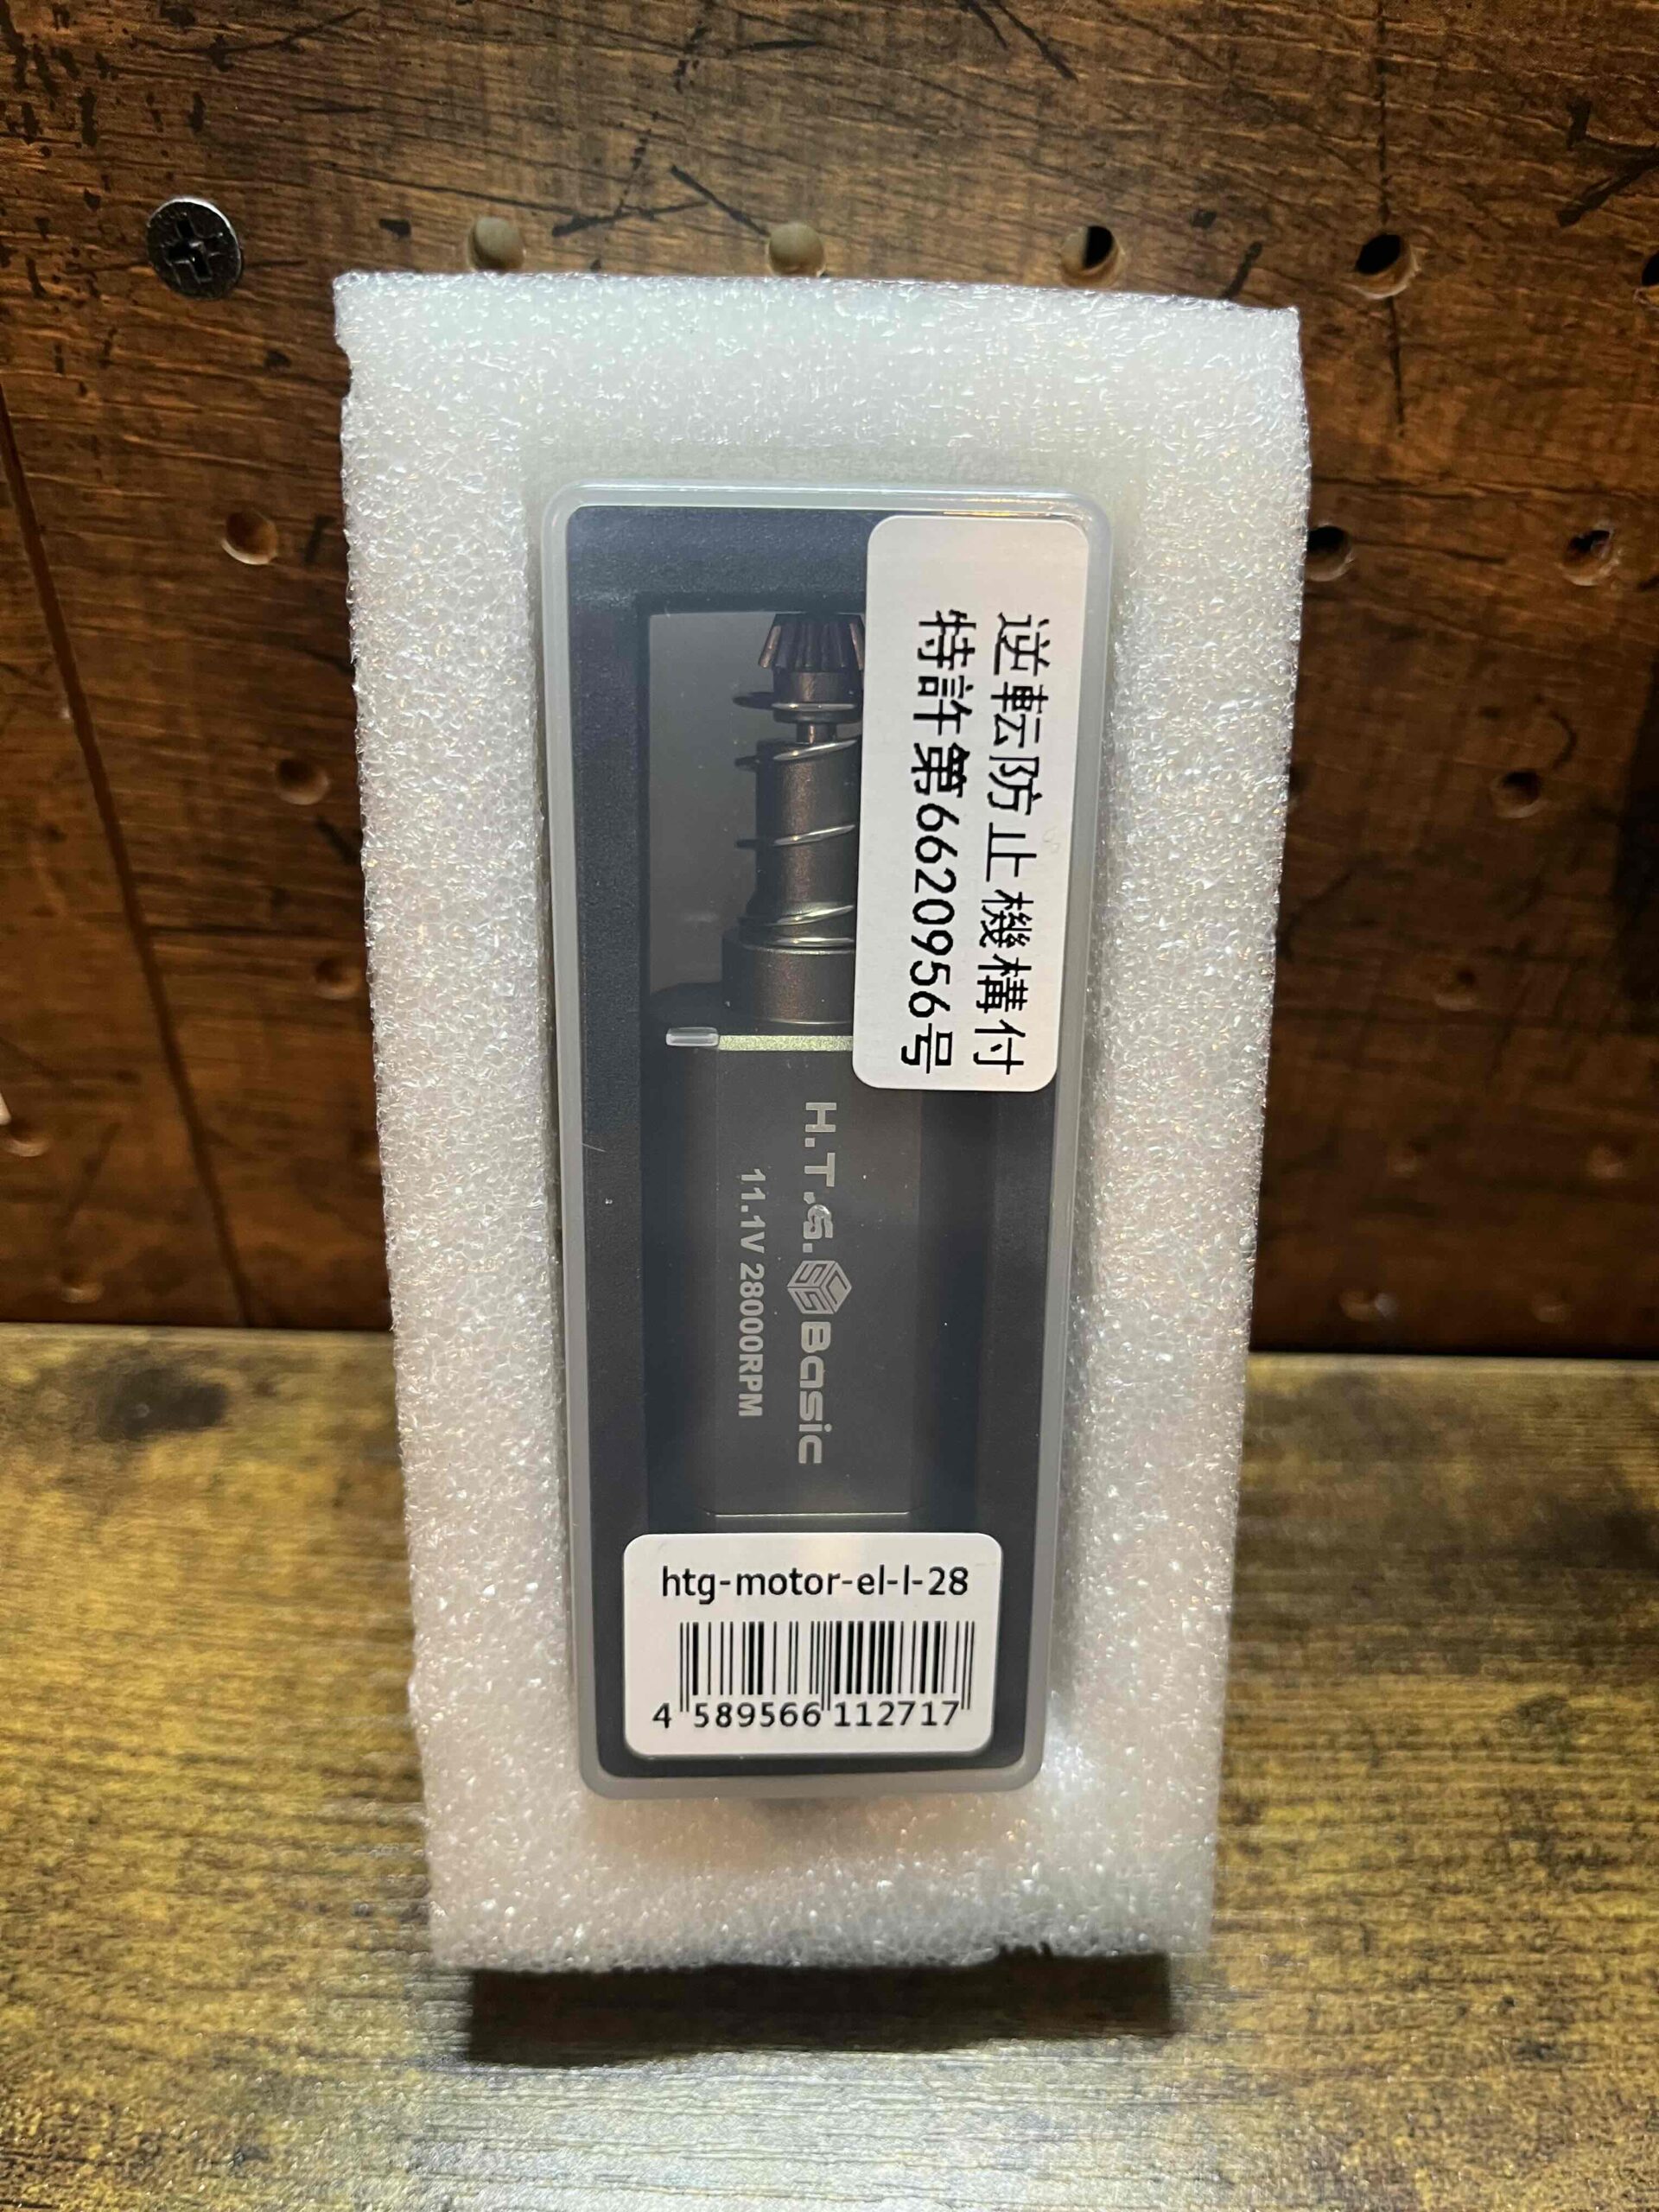 逆転防止機構付
特許第6620956号
H.T.G. Basic
11.1V 28000RPM
htg-motor-el-l-28
4 589566 112717